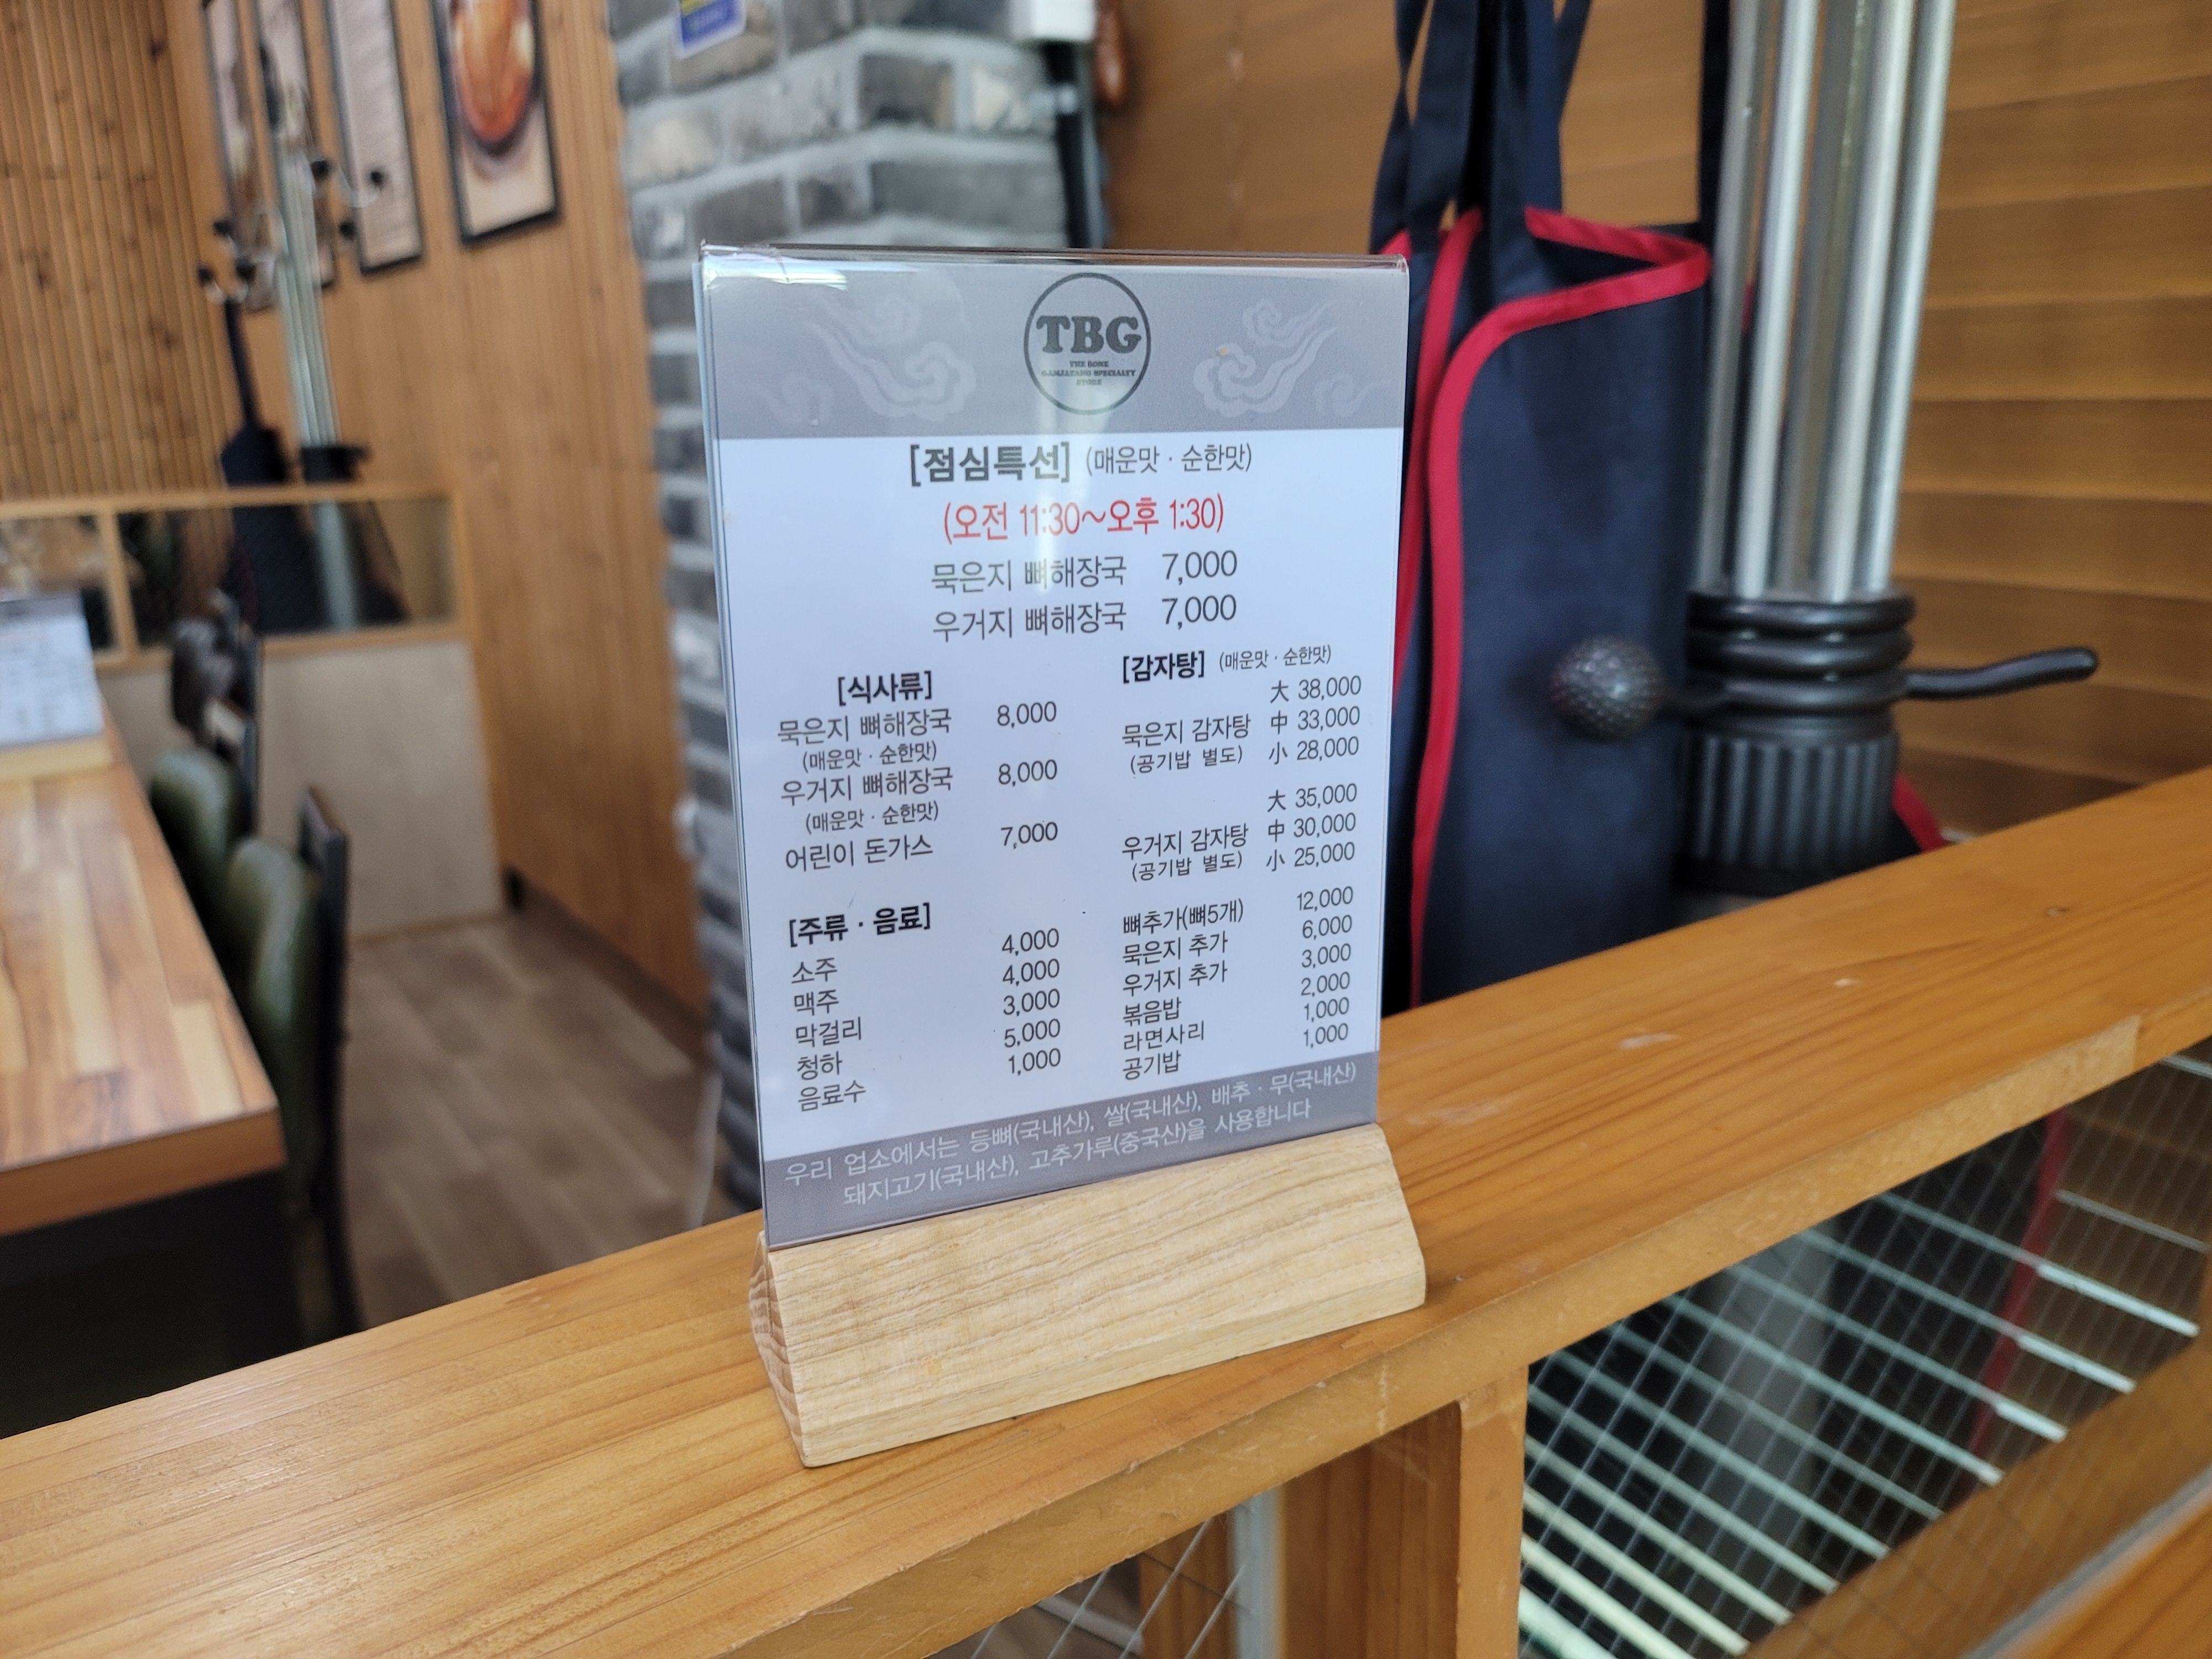 TBG
THE BONE
GAMJATANG SPECIALTY
STORE
[점심특선] (매운맛 · 순한맛)
(오전 11:30~오후 1:30)
묵은지 뼈해장국 7,000
우거지 뼈해장국 7,000
[식사류]
묵은지 뼈해장국 8,000
(매운맛 · 순한맛)
우거지 뼈해장국 8,000
(매운맛 · 순한맛)
어린이 돈가스 7,000
[주류 · 음료]
소주 4,000
맥주 4,000
막걸리 3,000
청하 5,000
음료수 1,000
[감자탕] (매운맛 · 순한맛)
大 38,000
묵은지 감자탕 中 33,000
(공기밥 별도) 小 28,000
大 35,000
우거지 감자탕 中 30,000
(공기밥 별도) 小 25,000
뼈추가(뼈5개) 12,000
묵은지 추가 6,000
우거지 추가 3,000
볶음밥 2,000
라면사리 1,000
공기밥 1,000
우리 업소에서는 등뼈(국내산), 쌀(국내산), 배추 · 무(국내산)
돼지고기(국내산), 고추가루(중국산)을 사용합니다